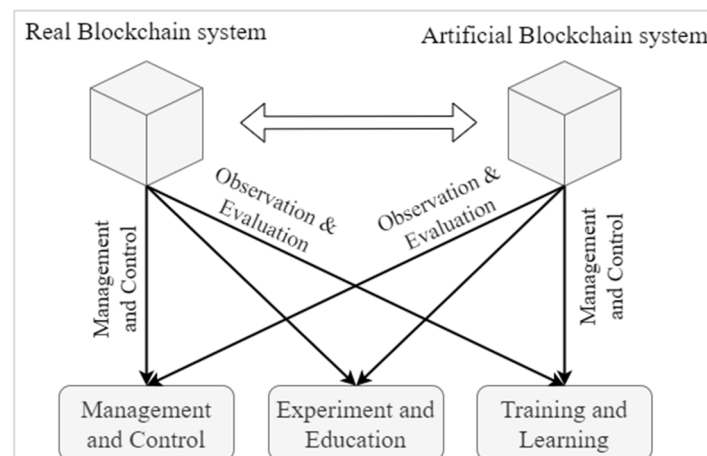 Real Blockchain system
Artificial Blockchain system
Observation &
Evaluation
Observation &
Evaluation
Management
and Control
Management
and Control
Management
and Control
Experiment and
Education
Training and
Learning